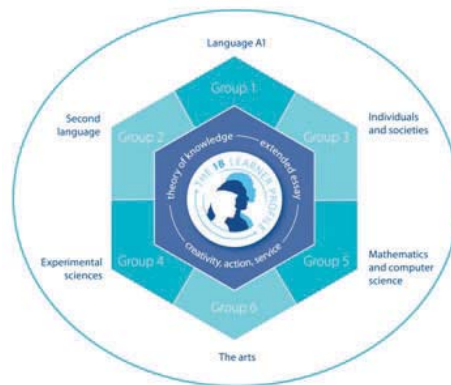 Language A1
Group 1
Second
language
Group 2
Group 3
Individuals
and societies
theory of knowledge
extended essay
THE IB LEARNER PROFILE
creativity, action, service
Experimental
sciences
Group 4
Group 5
Mathematics
and computer
science
Group 6
The arts